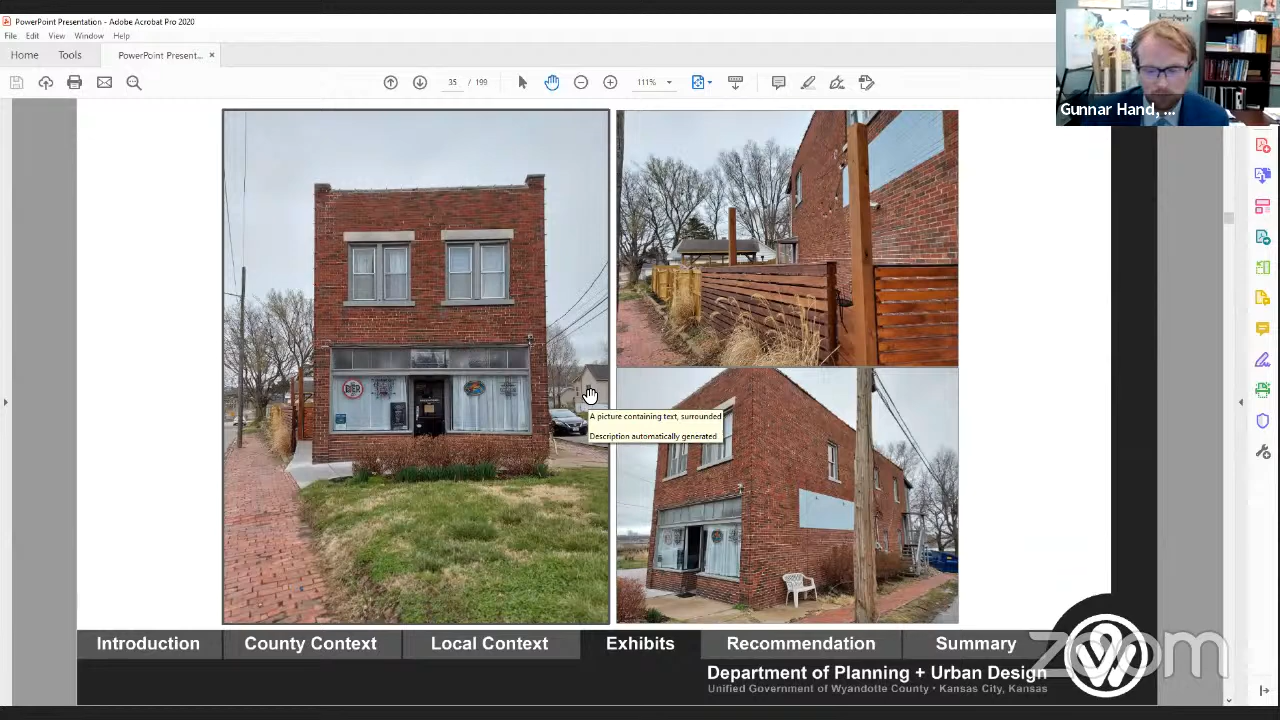 PowerPoint Presentation - Adobe Acrobat Pro 2020
File Edit View Window Help
Home Tools PowerPoint Present... ×
35 / 199 111%
Gunnar Hand, ...
A picture containing text, surrounded
Description automatically generated
Introduction County Context Local Context Exhibits Recommendation Summary
Department of Planning + Urban Design
Unified Government of Wyandotte County • Kansas City, Kansas
zoom